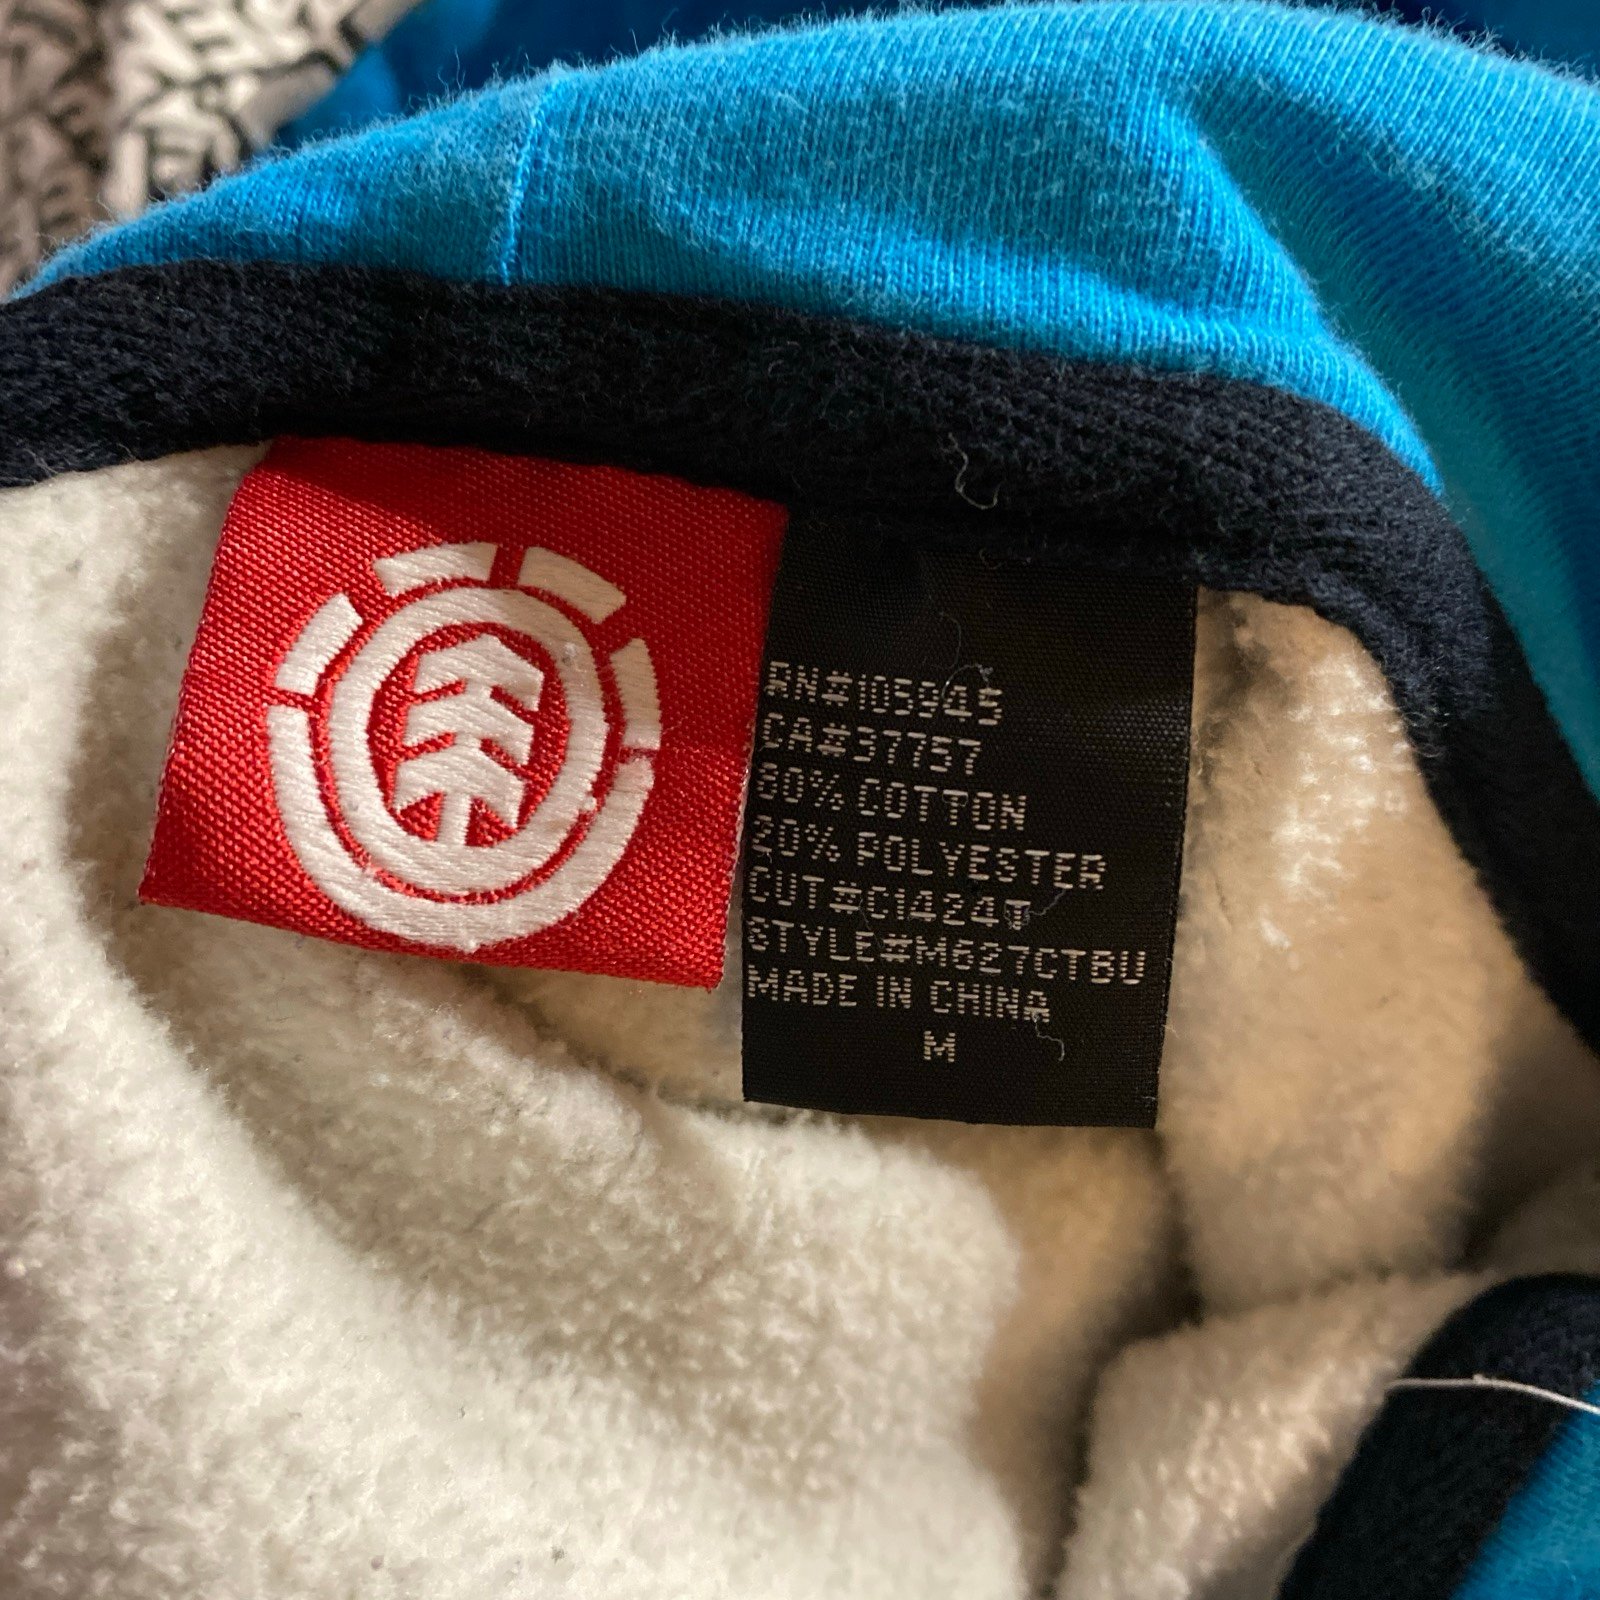 RN#105945
CA#37757
80% COTTON
20% POLYESTER
CUT#C1424T
STYLE#M627CTBU
MADE IN CHINA
M